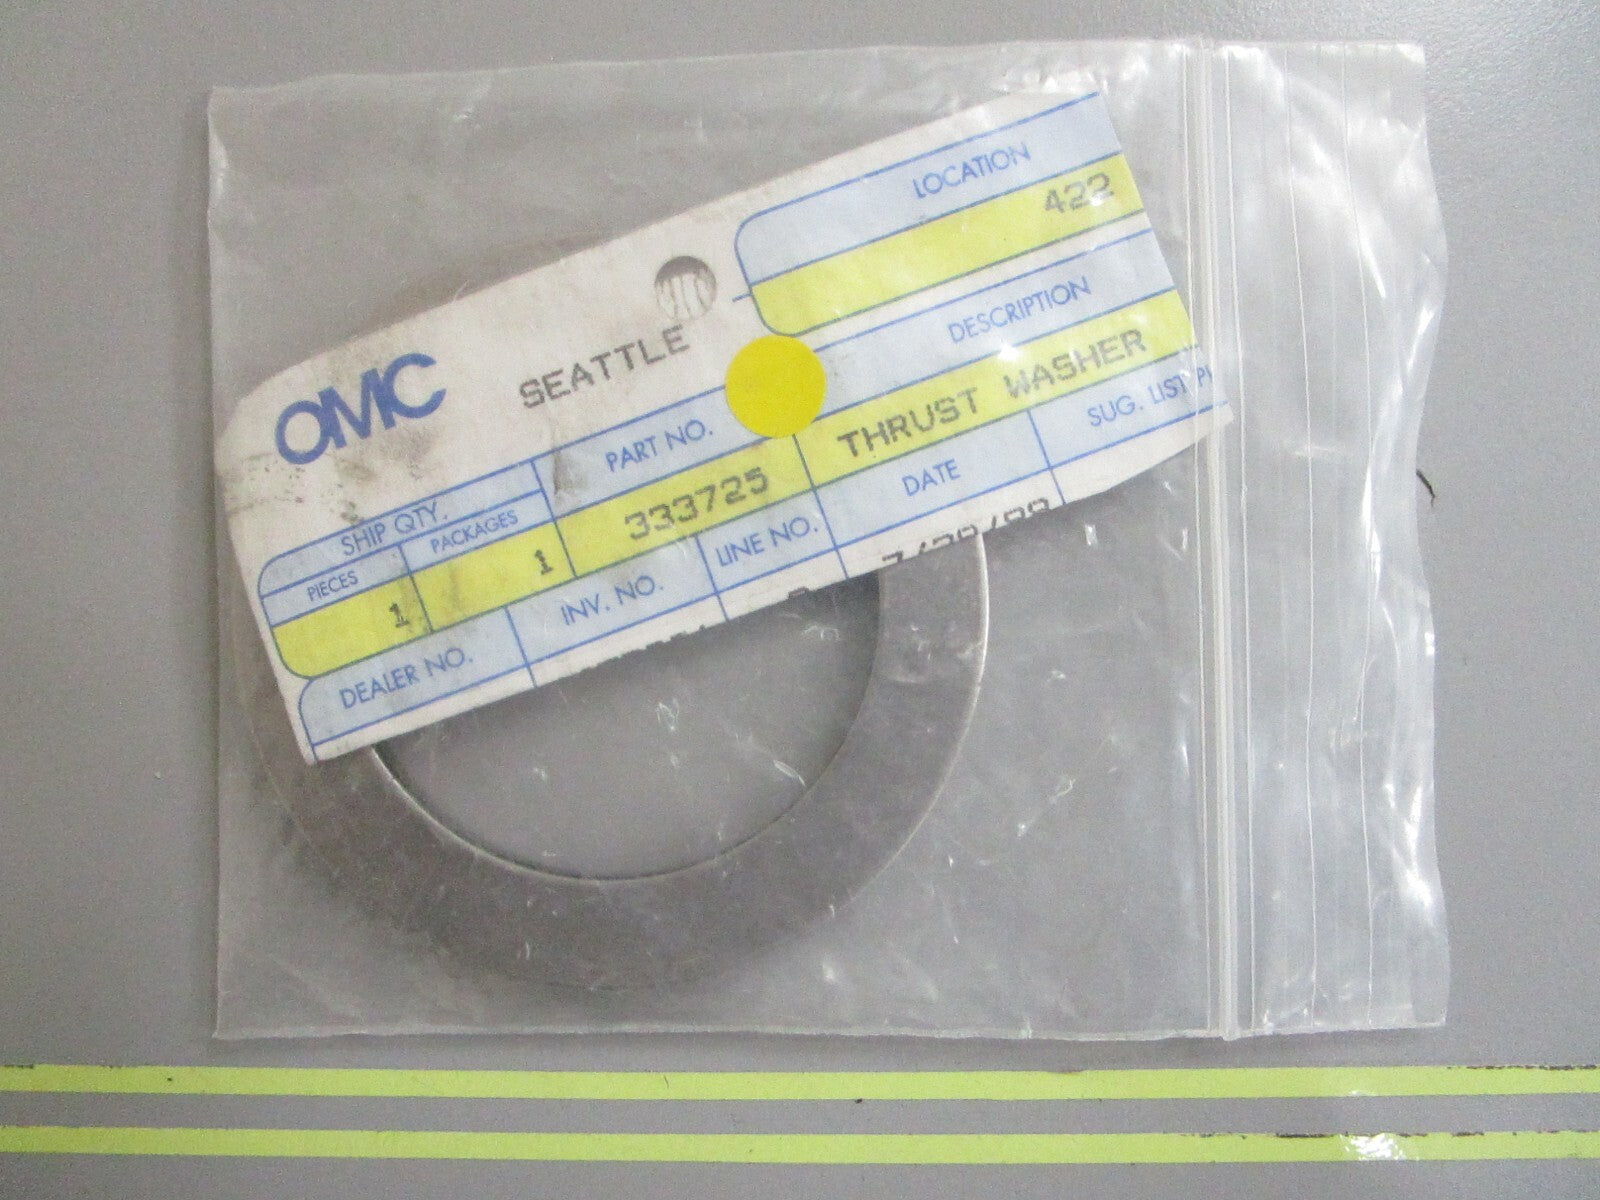 LOCATION
422
OMC
SEATTLE
DESCRIPTION
THRUST WASHER
PART NO.
333725
SHIP QTY.
PIECES
PACKAGES
1
1
SUG. LIST
DATE
LINE NO.
INV. NO.
DEALER NO.